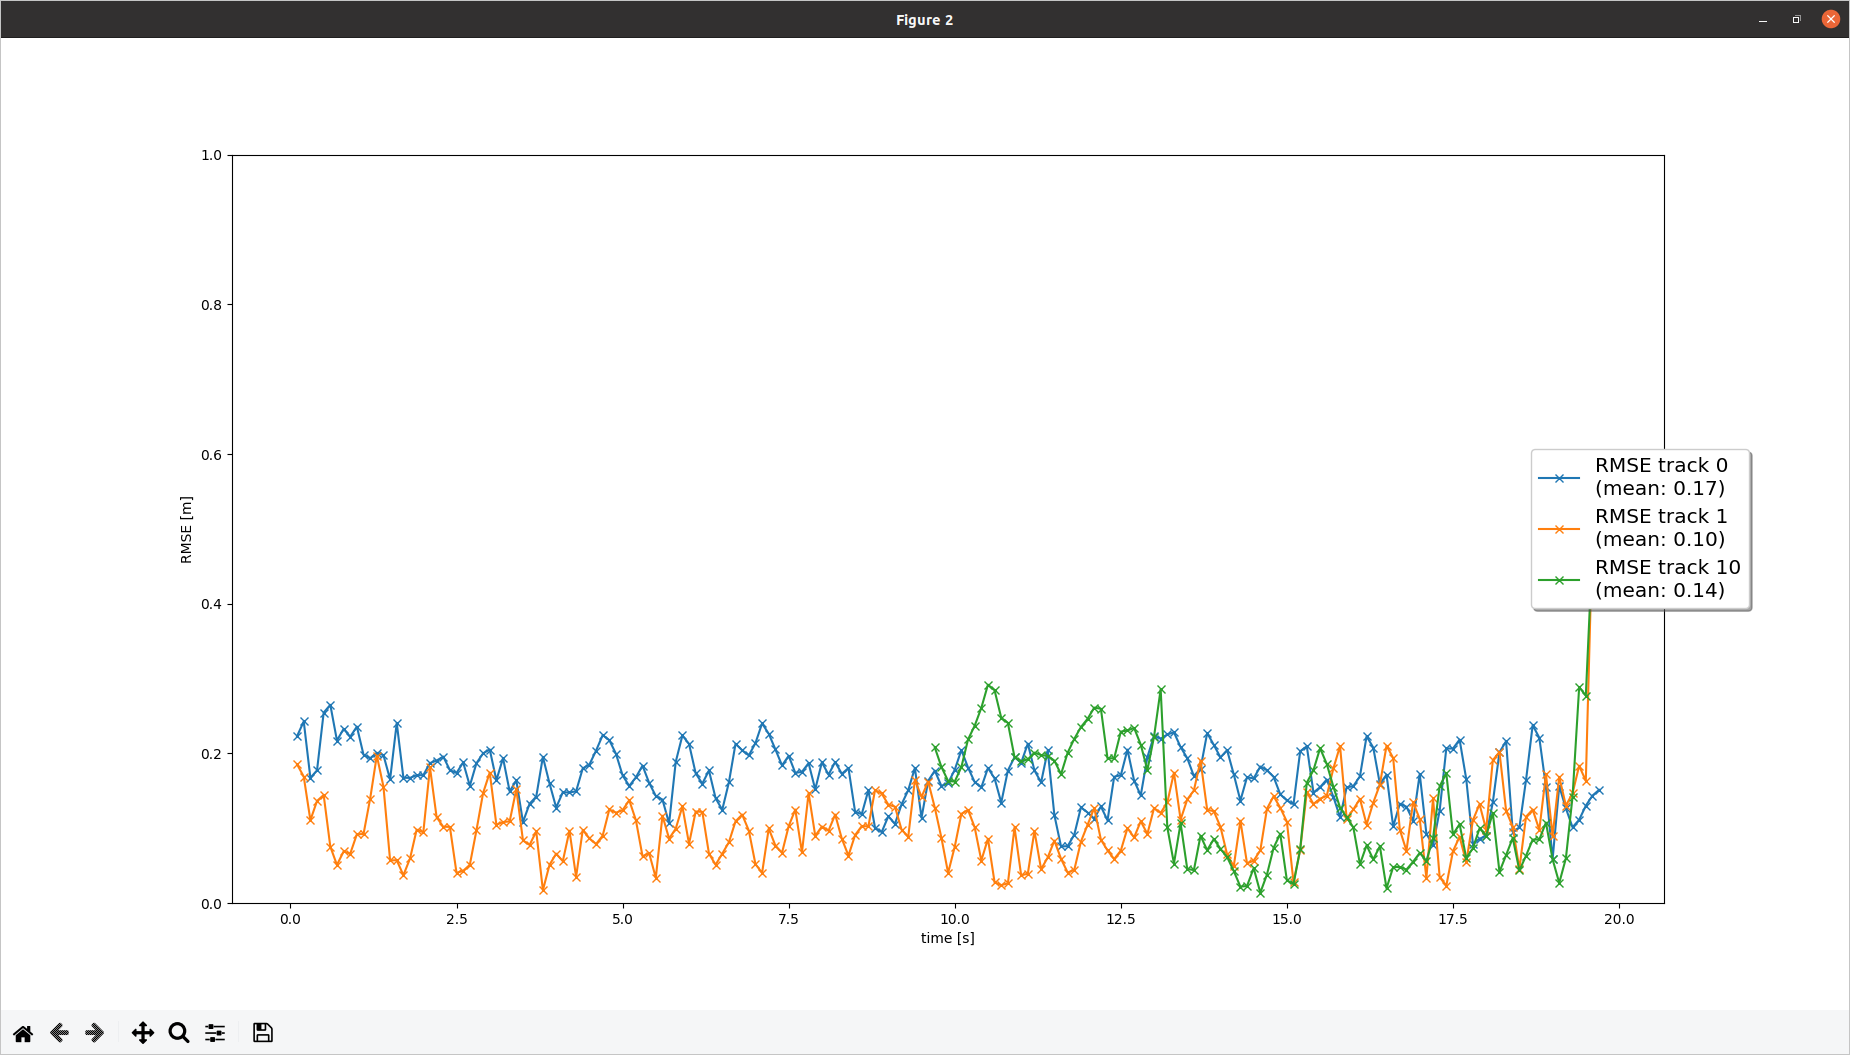 Figure 2
1.0
0.8
0.6
0.4
0.2
0.0
RMSE [m]
0.0 2.5 5.0 7.5 10.0 12.5 15.0 17.5 20.0
time [s]
RMSE track 0
(mean: 0.17)
RMSE track 1
(mean: 0.10)
RMSE track 10
(mean: 0.14)